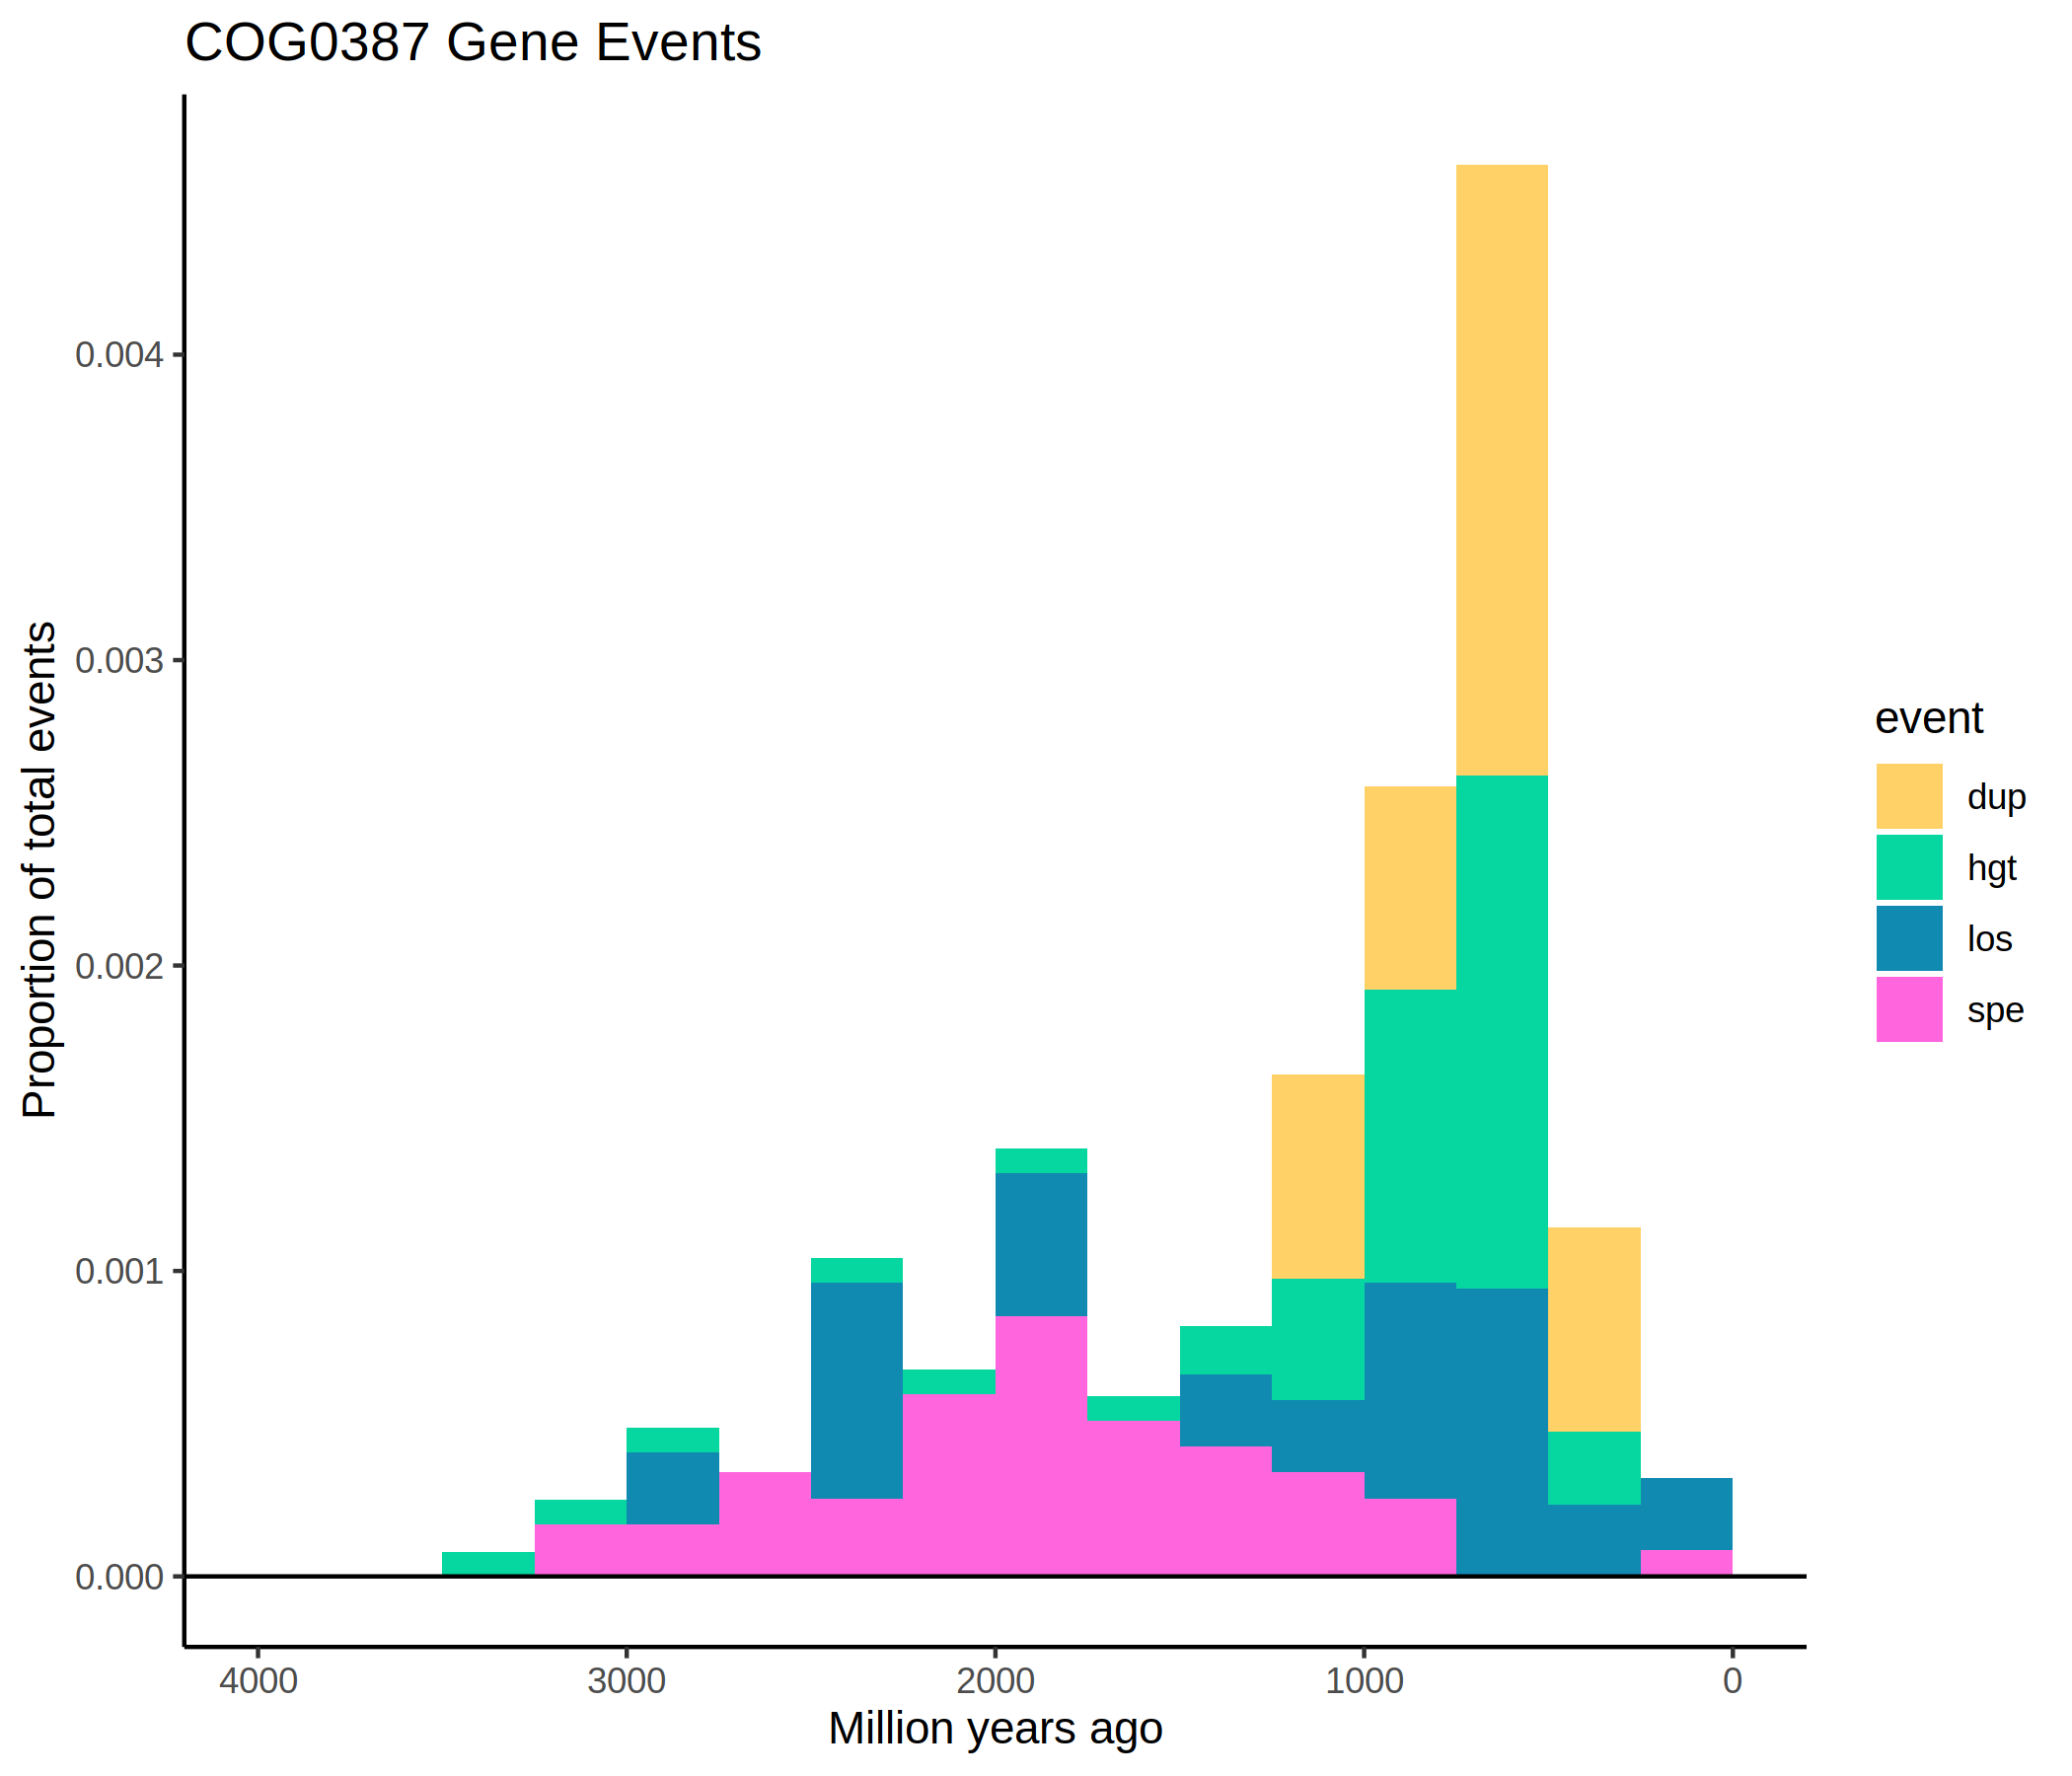 COG0387 Gene Events
Proportion of total events
0.004
0.003
0.002
0.001
0.000
4000 3000 2000 1000 0
Million years ago
event
dup
hgt
los
spe